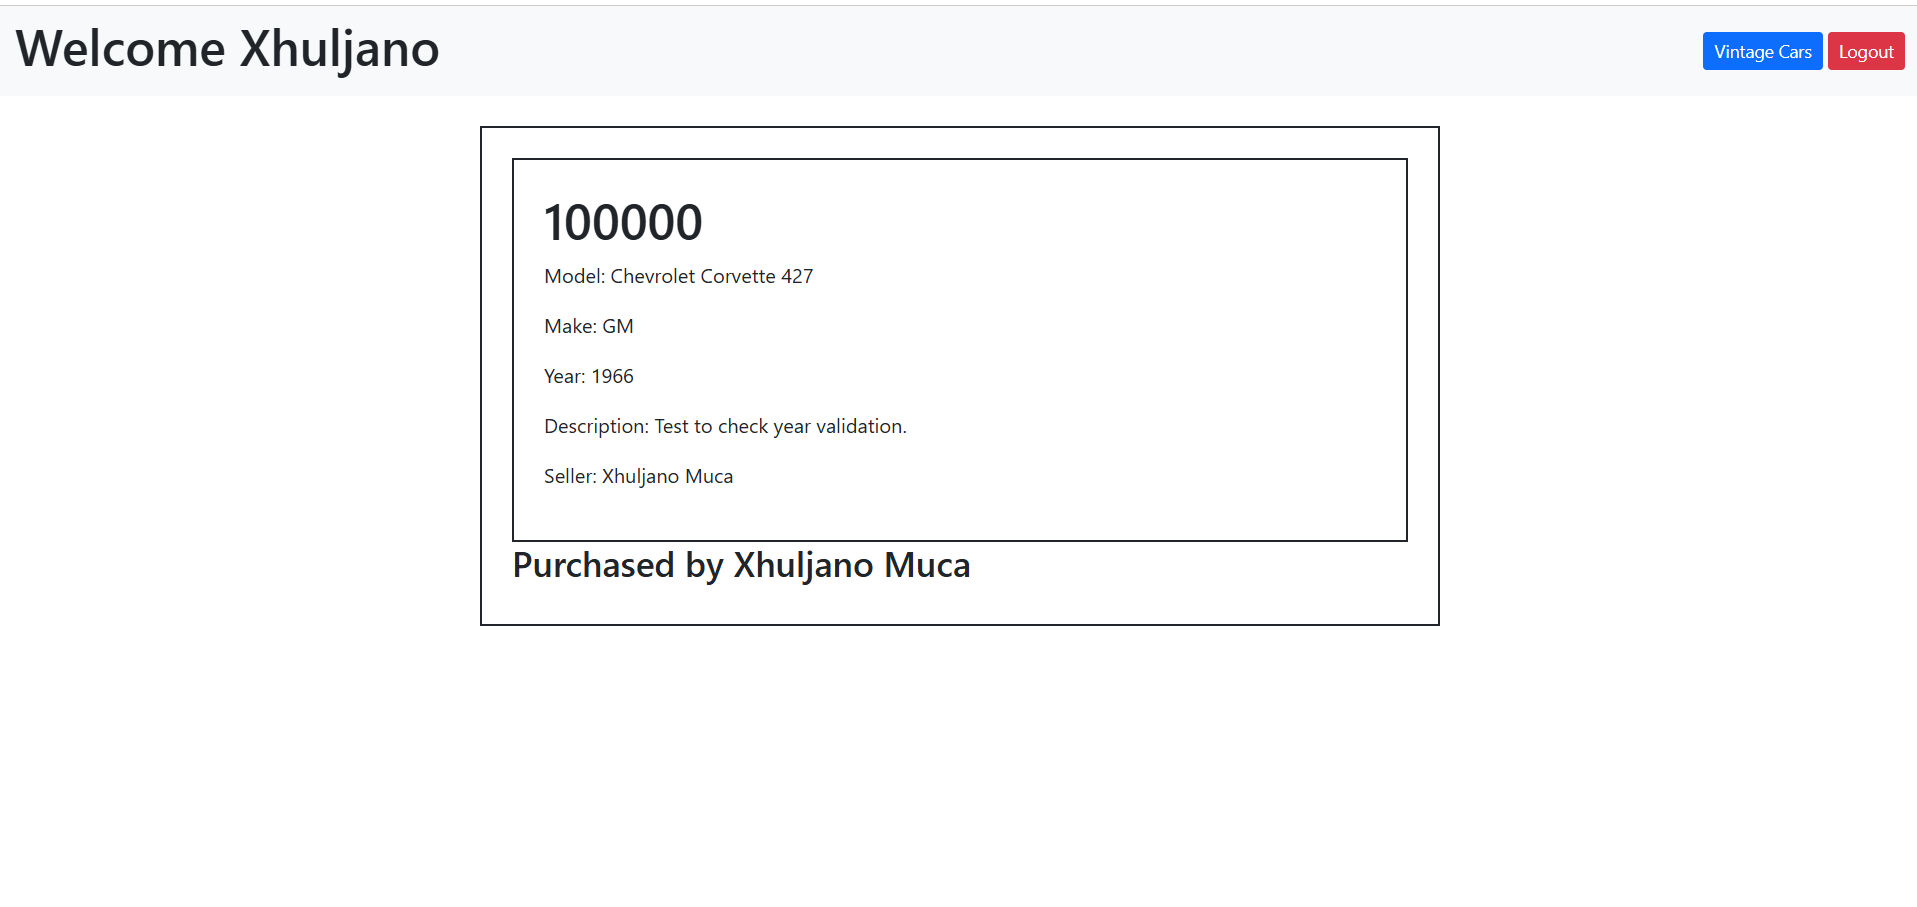 Welcome Xhuljano
Vintage Cars
Logout
100000
Model: Chevrolet Corvette 427
Make: GM
Year: 1966
Description: Test to check year validation.
Seller: Xhuljano Muca
Purchased by Xhuljano Muca